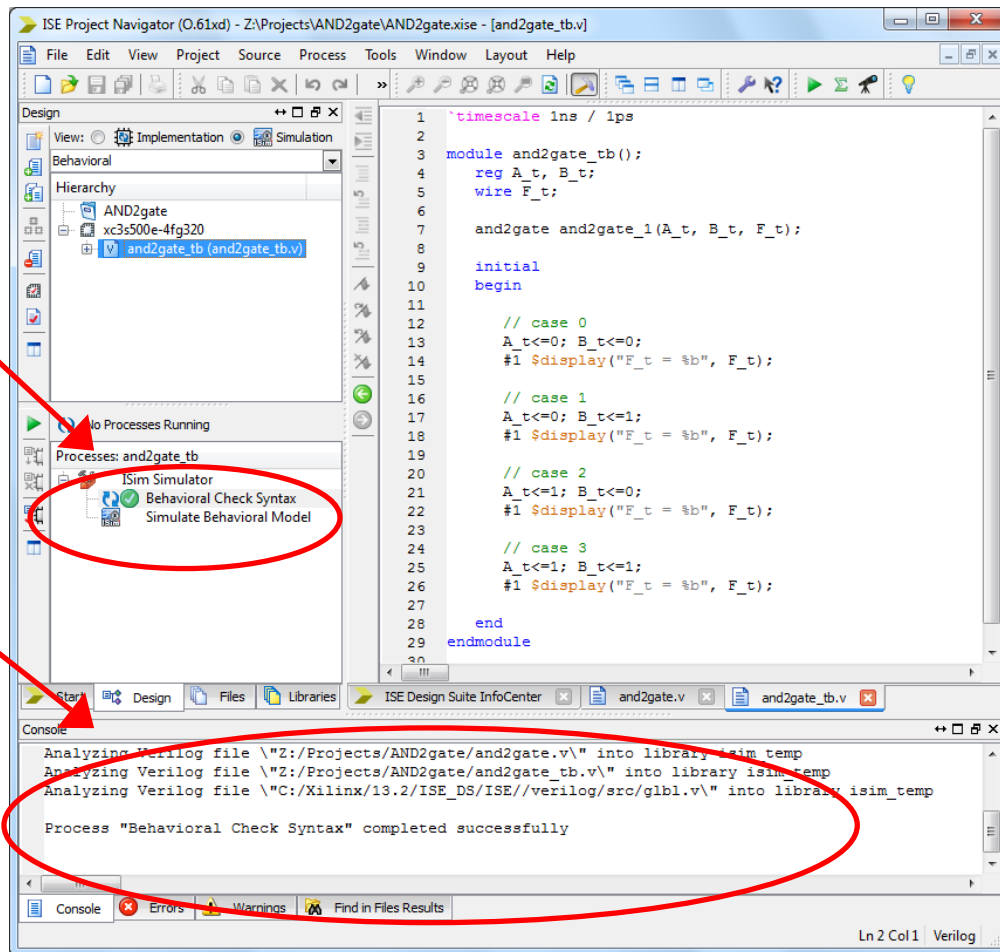 ISE Project Navigator (O.61xd) - Z:\Projects\AND2gate\AND2gate.xise - [and2gate_tb.v]
File Edit View Project Source Process Tools Window Layout Help
»
Design
View: Implementation Simulation
Behavioral
Hierarchy
AND2gate
xc3s500e-4fg320
and2gate_tb (and2gate_tb.v)
No Processes Running
Processes: and2gate_tb
ISim Simulator
Behavioral Check Syntax
Simulate Behavioral Model
1 `timescale 1ns / 1ps
2
3 module and2gate_tb();
4 reg A_t, B_t;
5 wire F_t;
6
7 and2gate and2gate_1(A_t, B_t, F_t);
8
9 initial
10 begin
11
12 // case 0
13 A_t<=0; B_t<=0;
14 #1 $display("F_t = %b", F_t);
15
16 // case 1
17 A_t<=0; B_t<=1;
18 #1 $display("F_t = %b", F_t);
19
20 // case 2
21 A_t<=1; B_t<=0;
22 #1 $display("F_t = %b", F_t);
23
24 // case 3
25 A_t<=1; B_t<=1;
26 #1 $display("F_t = %b", F_t);
27
28 end
29 endmodule
30
Start Design Files Libraries
ISE Design Suite InfoCenter and2gate.v and2gate_tb.v
Console
Analyzing Verilog file \"Z:/Projects/AND2gate/and2gate.v\" into library isim_temp
Analyzing Verilog file \"Z:/Projects/AND2gate/and2gate_tb.v\" into library isim_temp
Analyzing Verilog file \"C:/Xilinx/13.2/ISE_DS/ISE//verilog/src/glbl.v\" into library isim_temp
Process "Behavioral Check Syntax" completed successfully
Console Errors Warnings Find in Files Results
Ln 2 Col 1 Verilog